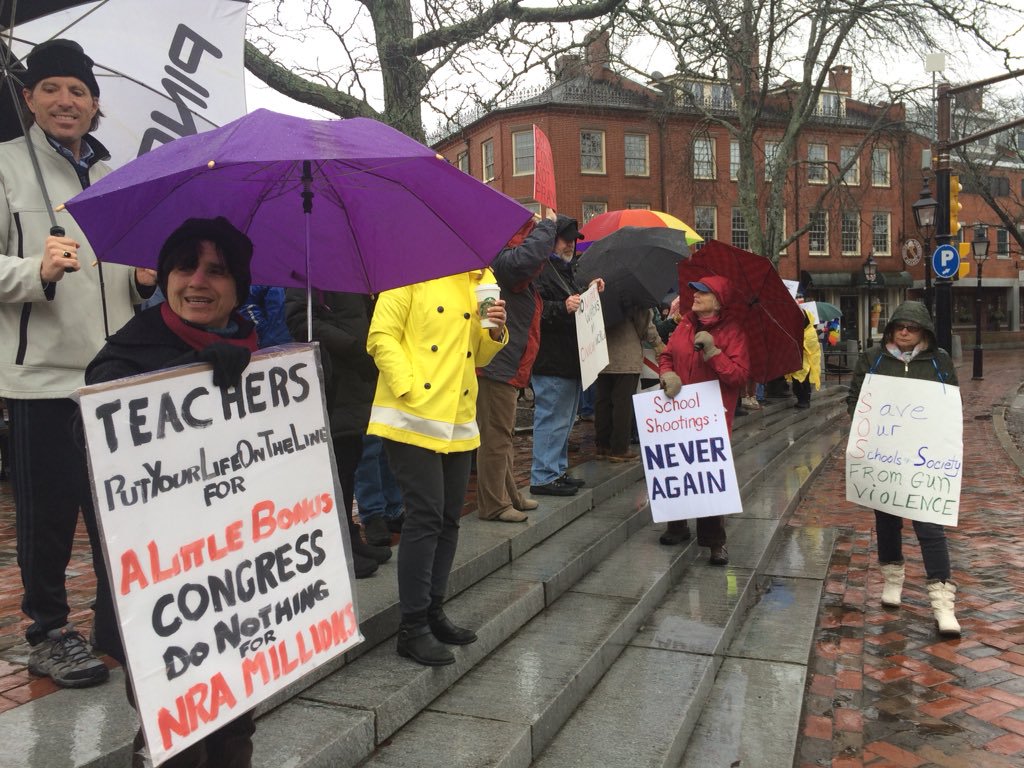 PING
TEACHERS
PUT YOUR LIFE ON THE LINE
FOR
A LITTLE BONUS
CONGRESS
DO NOTHING
FOR
NRA MILLIONS
School
Shootings:
NEVER
AGAIN
Save
Our
Schools + Society
FROM GUN
VIOLENCE
P